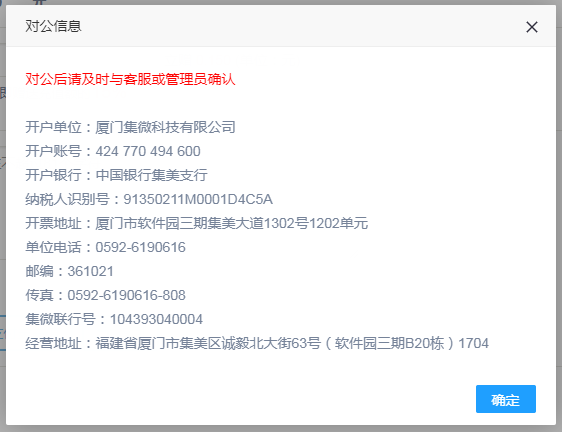 对公信息
对公后请及时与客服或管理员确认
开户单位：厦门集微科技有限公司
开户账号：424 770 494 600
开户银行：中国银行集美支行
纳税人识别号：91350211M0001D4C5A
开票地址：厦门市软件园三期集美大道1302号1202单元
单位电话：0592-6190616
邮编：361021
传真：0592-6190616-808
集微联行号：104393040004
经营地址：福建省厦门市集美区诚毅北大街63号（软件园三期B20栋）1704
确定